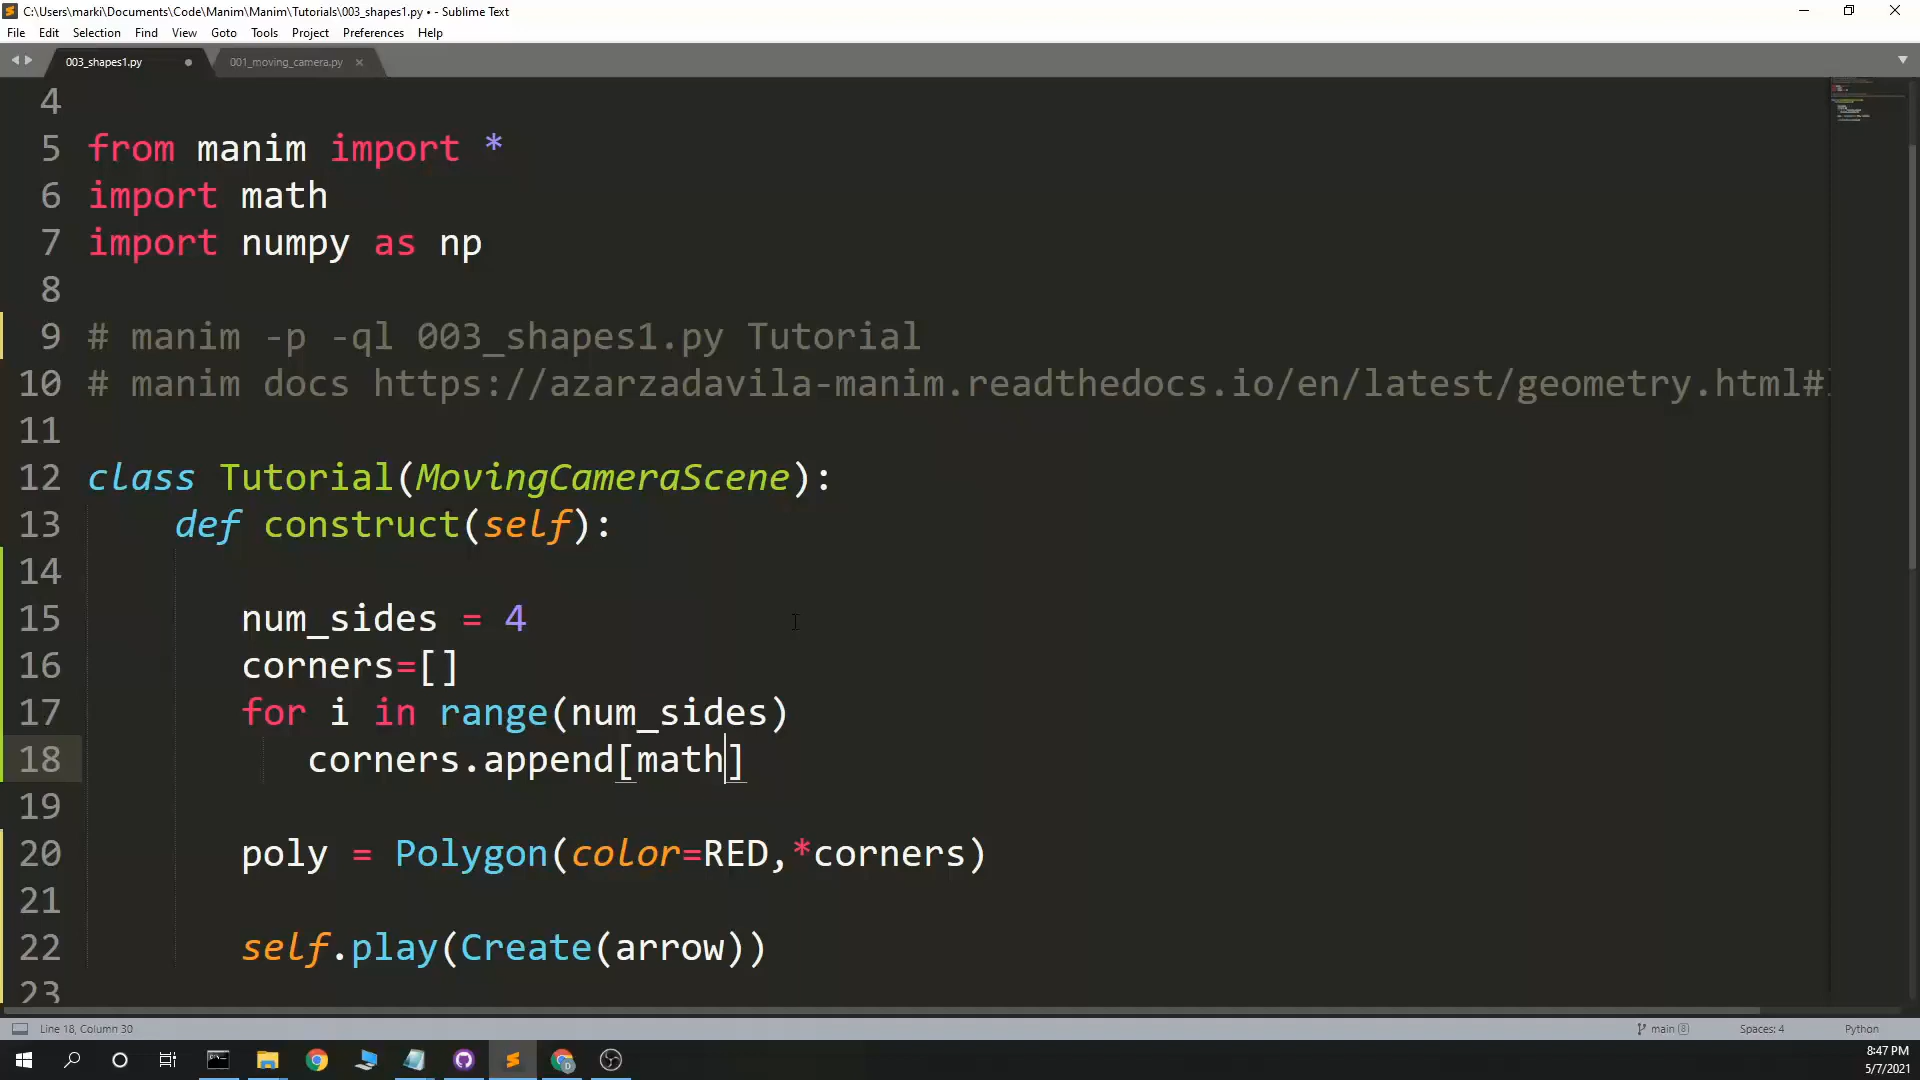 C:\Users\marki\Documents\Code\Manim\Manim\Tutorials\003_shapes1.py • - Sublime Text
File Edit Selection Find View Goto Tools Project Preferences Help
003_shapes1.py 001_moving_camera.py
4
5 from manim import *
6 import math
7 import numpy as np
8
9 # manim -p -ql 003_shapes1.py Tutorial
10 # manim docs https://azarzadavila-manim.readthedocs.io/en/latest/geometry.html#
11
12 class Tutorial(MovingCameraScene):
13 def construct(self):
14
15 num_sides = 4
16 corners=[]
17 for i in range(num_sides)
18 corners.append[math]
19
20 poly = Polygon(color=RED,*corners)
21
22 self.play(Create(arrow))
23
Line 18, Column 30 main 8 Spaces: 4 Python
8:47 PM
5/7/2021